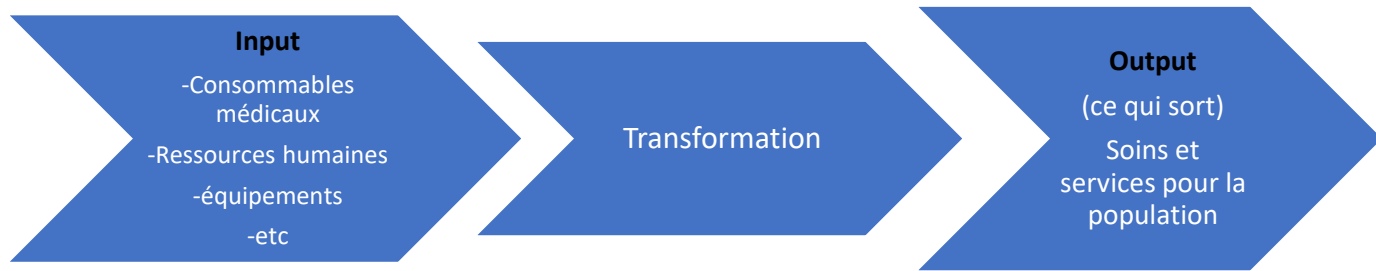 Input
-Consommables
médicaux
-Ressources humaines
-équipements
-etc
Transformation
Output
(ce qui sort)
Soins et
services pour la
population